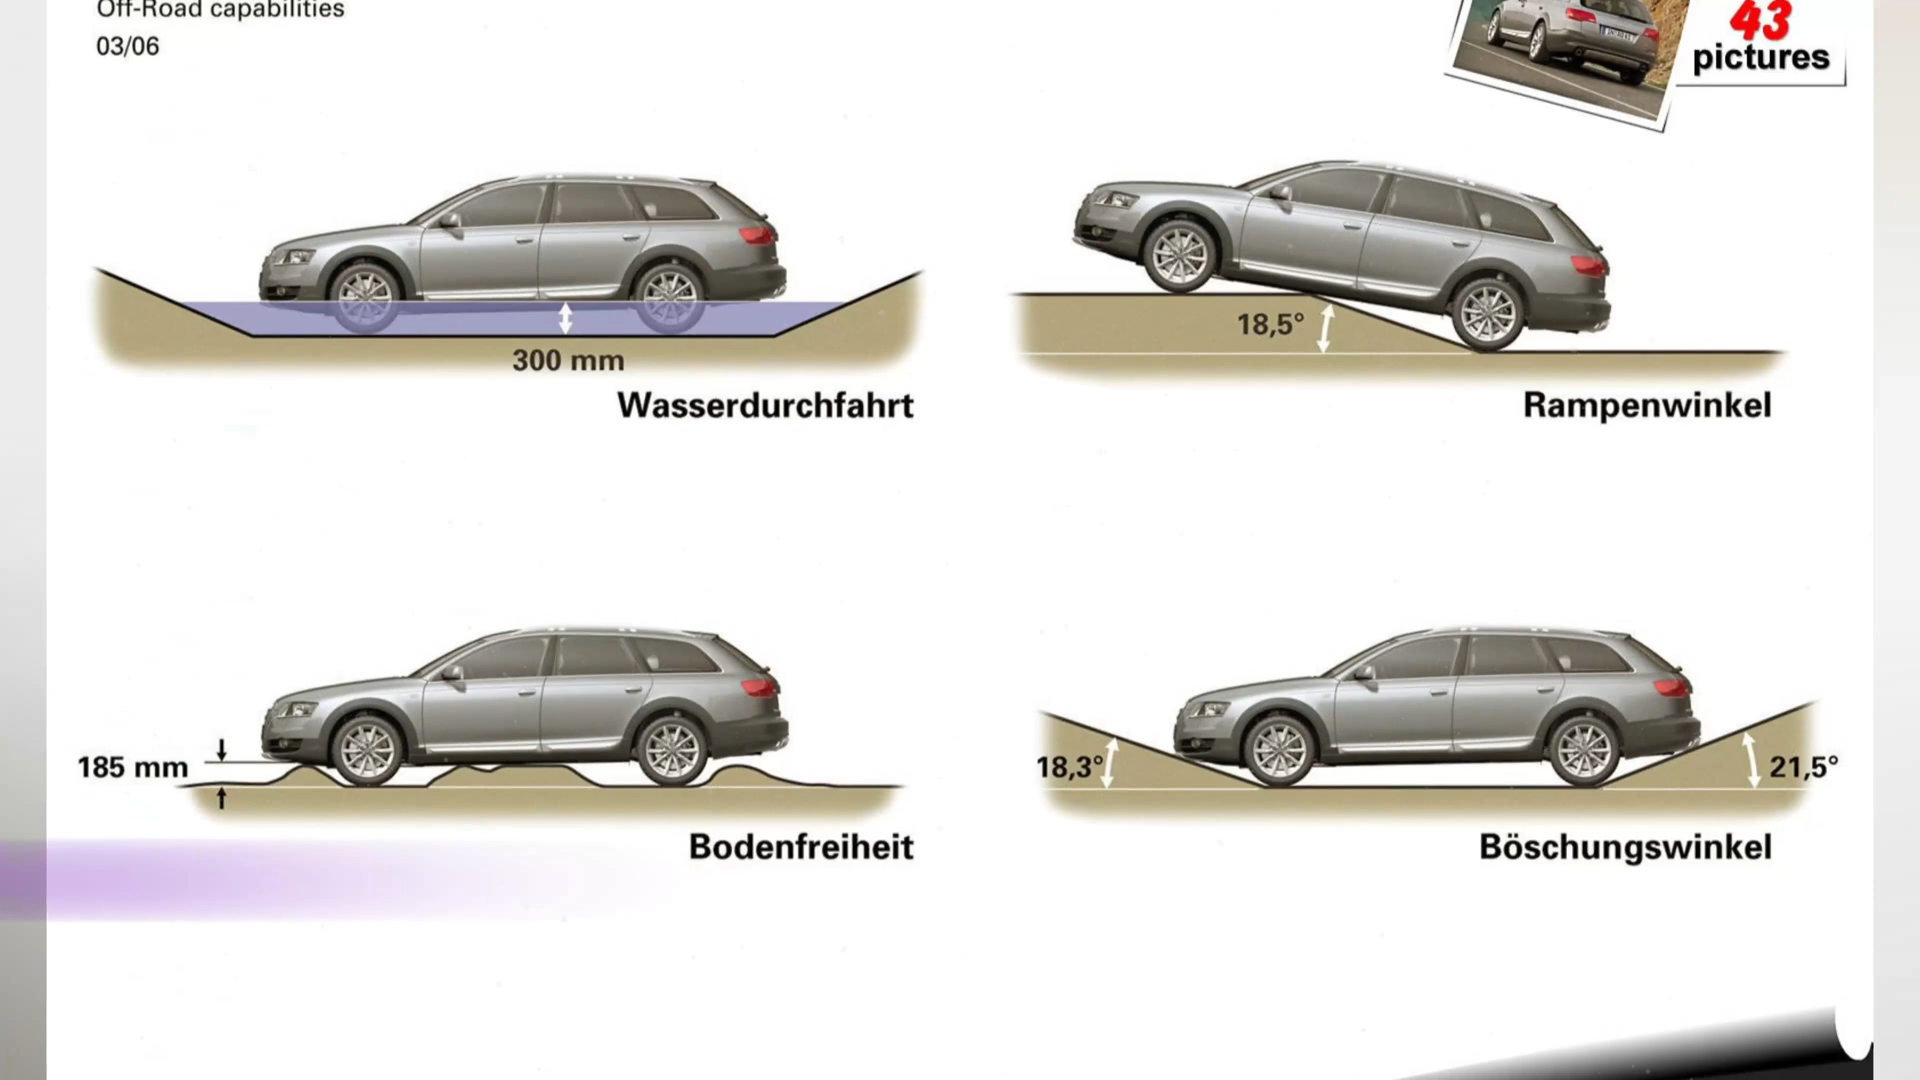 Off-Road capabilities
03/06
43
pictures
300 mm
Wasserdurchfahrt
18,5°
Rampenwinkel
185 mm
Bodenfreiheit
18,3°
21,5°
Böschungswinkel